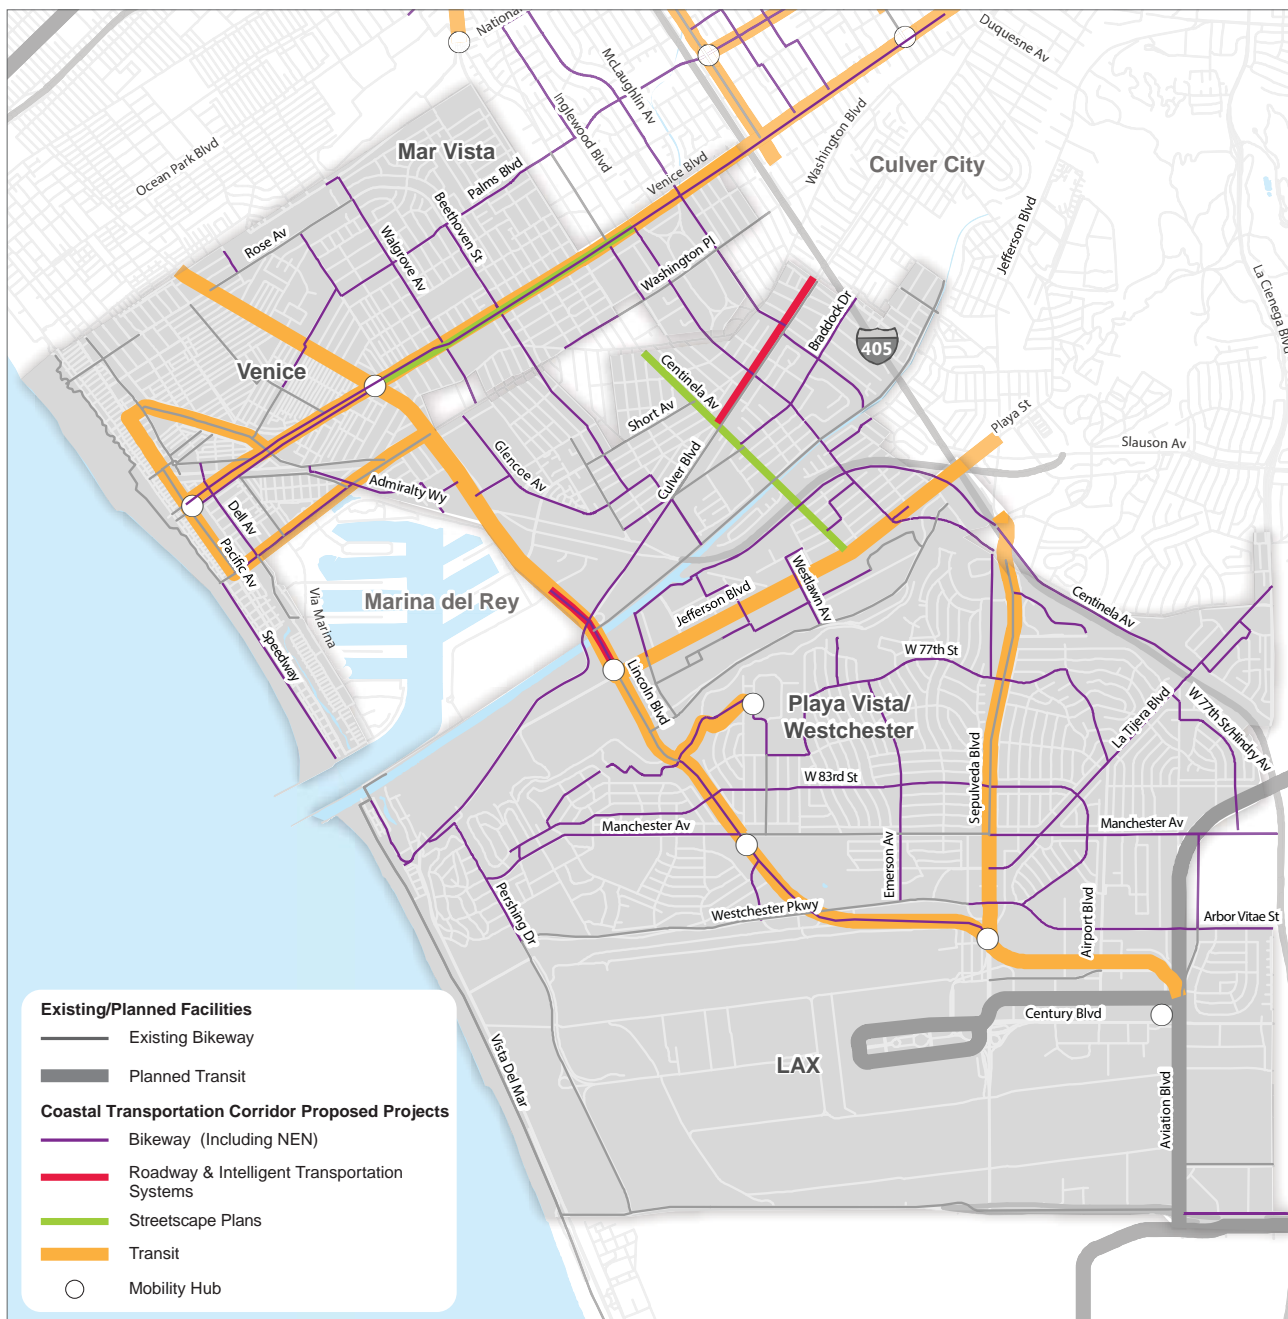 National
Duquesne Av
McLaughlin Av
Inglewood Blvd
Washington Blvd
Ocean Park Blvd
Mar Vista
Palms Blvd
Venice Blvd
Culver City
Rose Av
Walgrove Av
Beethoven St
Washington Pl
Jefferson Blvd
La Cienega Blvd
Braddock Dr
405
Venice
Centinela Av
Short Av
Playa St
Slauson Av
Glencoe Av
Culver Blvd
Admiralty Wy
Dell Av
Pacific Av
Via Marina
Marina del Rey
Jefferson Blvd
Westlawn Av
Centinela Av
Speedway
W 77th St
Lincoln Blvd
Playa Vista/
Westchester
La Tijera Blvd
W 77th St/Hindry Av
Sepulveda Blvd
W 83rd St
Manchester Av
Manchester Av
Emerson Av
Pershing Dr
Westchester Pkwy
Airport Blvd
Arbor Vitae St
Century Blvd
LAX
Vista Del Mar
Aviation Blvd
Existing/Planned Facilities
Existing Bikeway
Planned Transit
Coastal Transportation Corridor Proposed Projects
Bikeway (Including NEN)
Roadway & Intelligent Transportation
Systems
Streetscape Plans
Transit
Mobility Hub